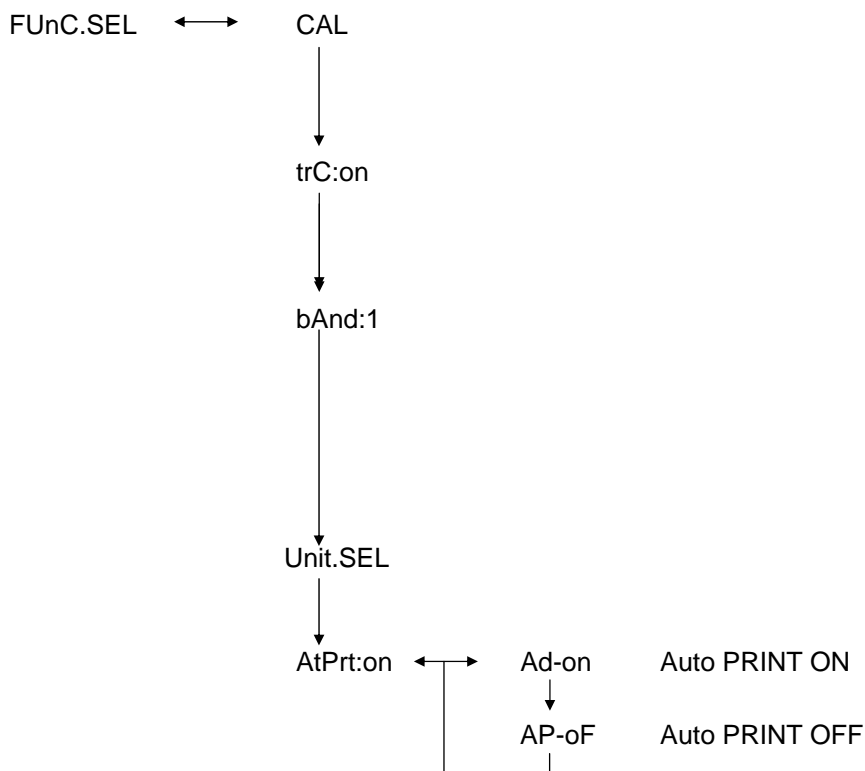 FUnC.SEL CAL
trC:on
bAnd:1
Unit.SEL
AtPrt:on Ad-on Auto PRINT ON
AP-oF Auto PRINT OFF